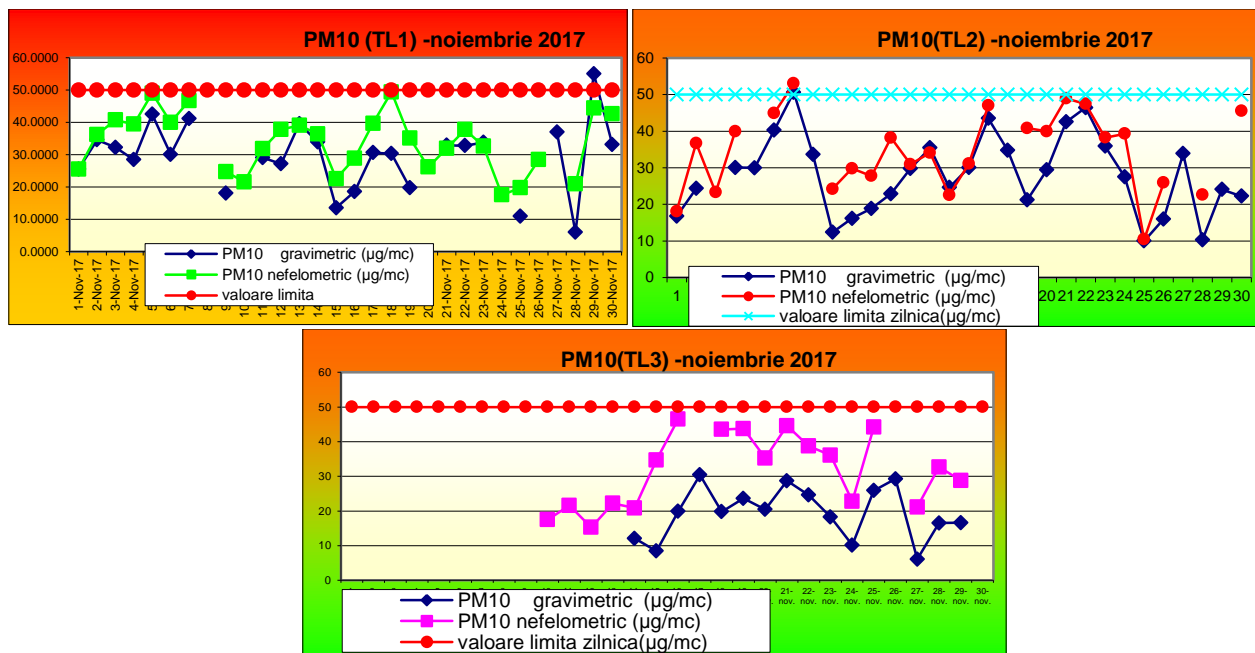 PM10 (TL1) -noiembrie 2017
60.0000
50.0000
40.0000
30.0000
20.0000
10.0000
0.0000
PM10 gravimetric (µg/mc)
PM10 nefelometric (µg/mc)
valoare limita
1-Nov-17
2-Nov-17
3-Nov-17
4-Nov-17
20-Nov-17
21-Nov-17
22-Nov-17
23-Nov-17
24-Nov-17
25-Nov-17
26-Nov-17
27-Nov-17
28-Nov-17
29-Nov-17
30-Nov-17
PM10(TL2) -noiembrie 2017
60
50
40
30
20
10
0
1
20 21 22 23 24 25 26 27 28 29 30
PM10 gravimetric (µg/mc)
PM10 nefelometric (µg/mc)
valoare limita zilnica(µg/mc)
PM10(TL3) -noiembrie 2017
60
50
40
30
20
10
0
21-nov.
22-nov.
23-nov.
24-nov.
25-nov.
26-nov.
27-nov.
28-nov.
29-nov.
30-nov.
PM10 gravimetric (µg/mc)
PM10 nefelometric (µg/mc)
valoare limita zilnica(µg/mc)